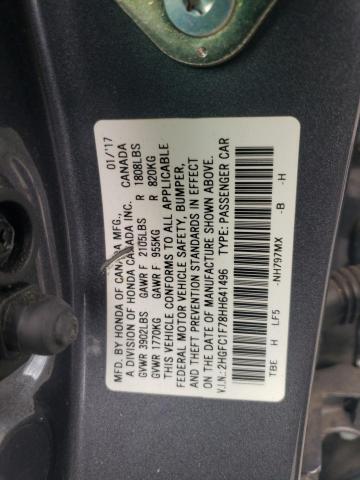 MFD. BY HONDA OF CANADA MFG., 01/'17
A DIVISION OF HONDA CANADA INC. CANADA
GVWR 3902LBS GAWR F 2105LBS R 1808LBS
GVWR 1770KG GAWR F 955KG R 820KG
THIS VEHICLE CONFORMS TO ALL APPLICABLE
FEDERAL MOTOR VEHICLE SAFETY, BUMPER,
AND THEFT PREVENTION STANDARDS IN EFFECT
ON THE DATE OF MANUFACTURE SHOWN ABOVE.
V.I.N.: 2HGFC1F78HH641496 TYPE: PASSENGER CAR
-NH797MX -B -H
TBE H LF5